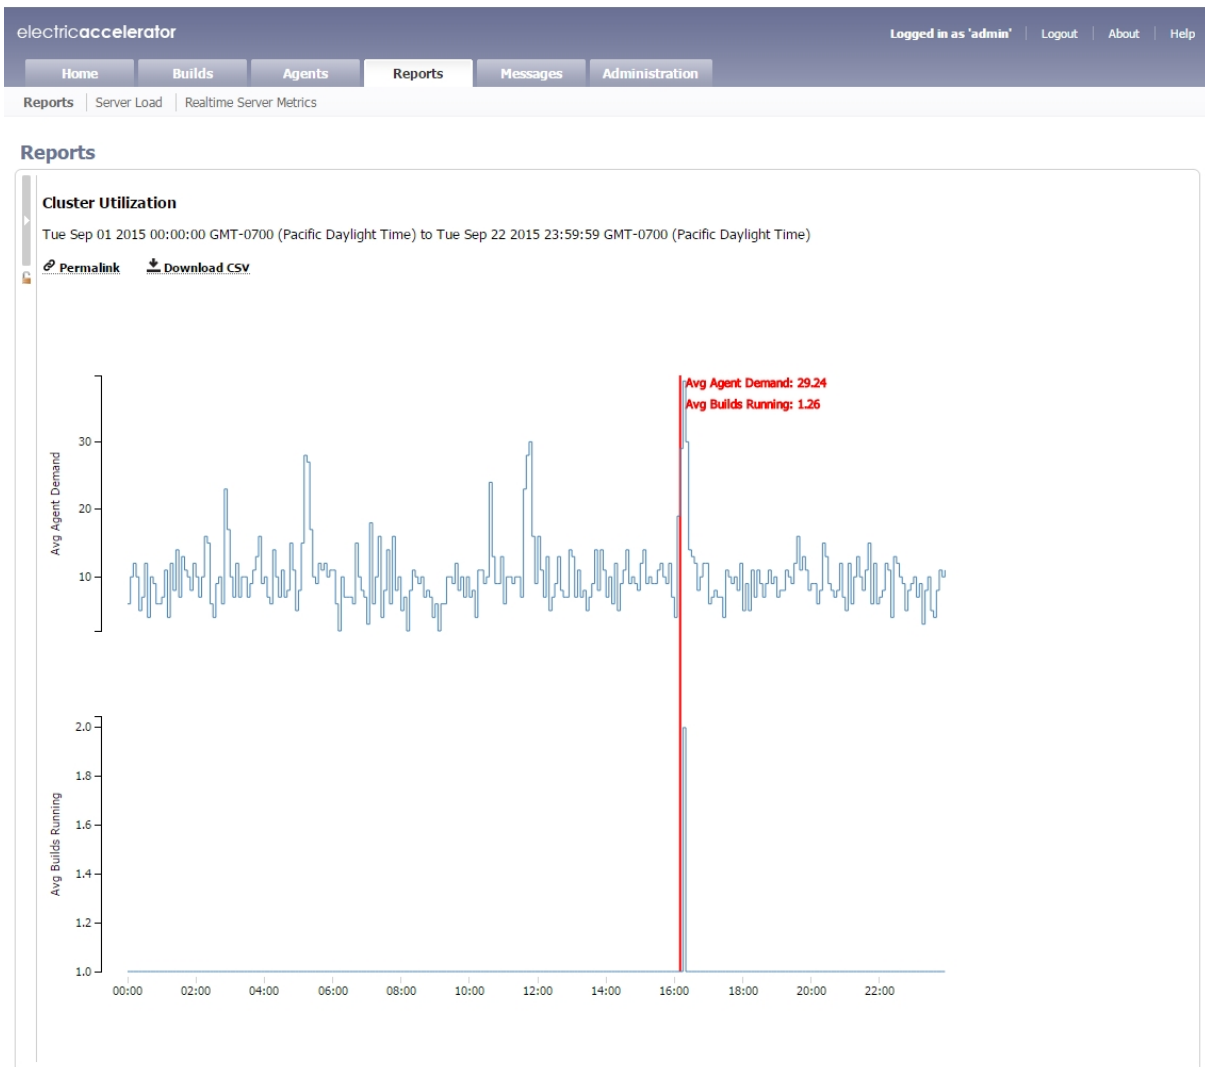 electricaccelerator
Logged in as 'admin' Logout About Help
Home Builds Agents Reports Messages Administration
Reports Server Load Realtime Server Metrics
Reports
Cluster Utilization
Tue Sep 01 2015 00:00:00 GMT-0700 (Pacific Daylight Time) to Tue Sep 22 2015 23:59:59 GMT-0700 (Pacific Daylight Time)
Permalink Download CSV
Avg Agent Demand: 29.24
Avg Builds Running: 1.26
Avg Agent Demand
30
20
10
Avg Builds Running
2.0
1.8
1.6
1.4
1.2
1.0
00:00 02:00 04:00 06:00 08:00 10:00 12:00 14:00 16:00 18:00 20:00 22:00